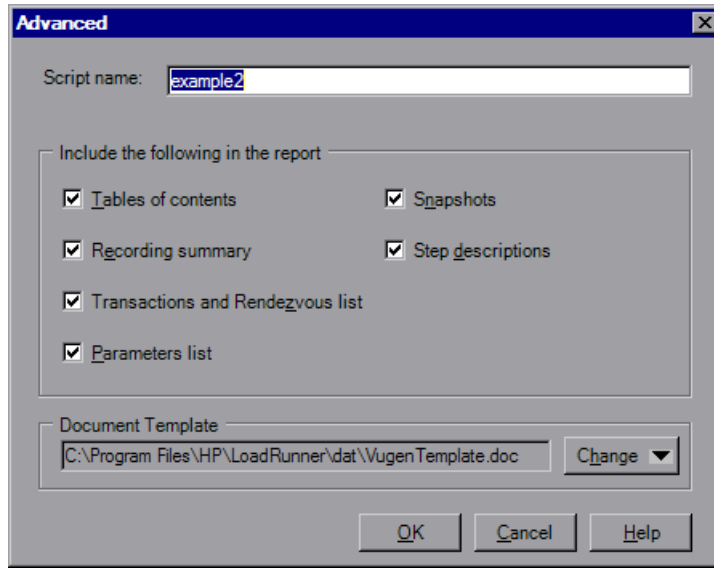 Advanced
Script name: example2
Include the following in the report
Tables of contents Snapshots
Recording summary Step descriptions
Transactions and Rendezvous list
Parameters list
Document Template
C:\Program Files\HP\LoadRunner\dat\VugenTemplate.doc Change
OK Cancel Help